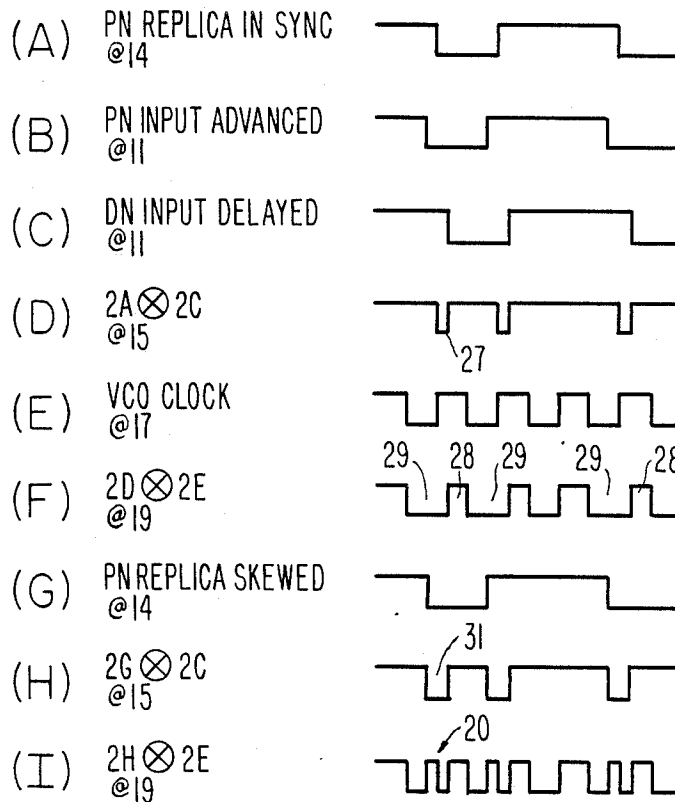 (A) PN REPLICA IN SYNC
@14
(B) PN INPUT ADVANCED
@11
(C) DN INPUT DELAYED
@11
(D) 2A⊗2C
@15
27
(E) VCO CLOCK
@17
29 28 29 29 28
(F) 2D⊗2E
@19
(G) PN REPLICA SKEWED
@14
31
(H) 2G⊗2C
@15
20
(I) 2H⊗2E
@19